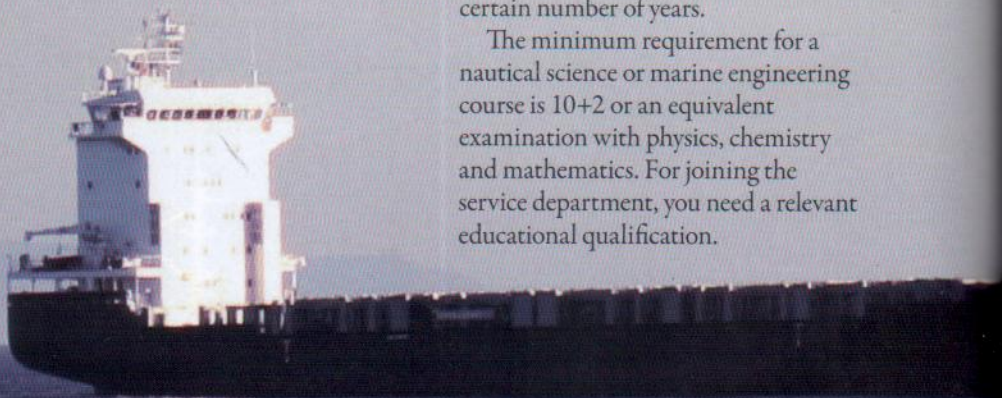 certain number of years.
The minimum requirement for a
nautical science or marine engineering
course is 10+2 or an equivalent
examination with physics, chemistry
and mathematics. For joining the
service department, you need a relevant
educational qualification.